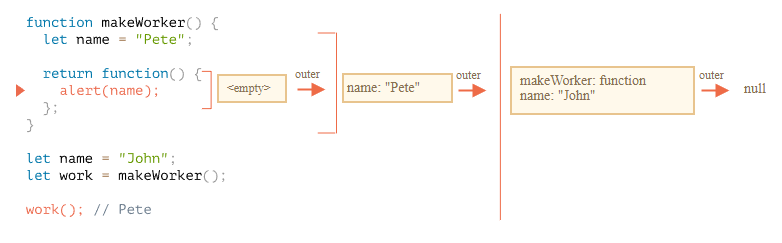 function makeWorker() {
let name = "Pete";
return function() {
alert(name);
};
}
let name = "John";
let work = makeWorker();
work(); // Pete
<empty>
outer
name: "Pete"
outer
makeWorker: function
name: "John"
outer
null